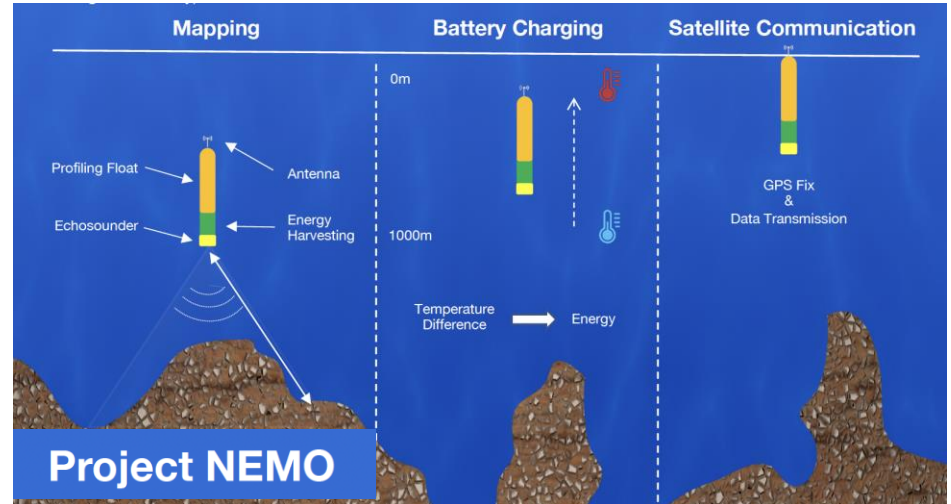 Mapping
Battery Charging
Satellite Communication
Profiling Float
Antenna
Echosounder
Energy
Harvesting
0m
1000m
Temperature
Difference
Energy
GPS Fix
&
Data Transmission
Project NEMO